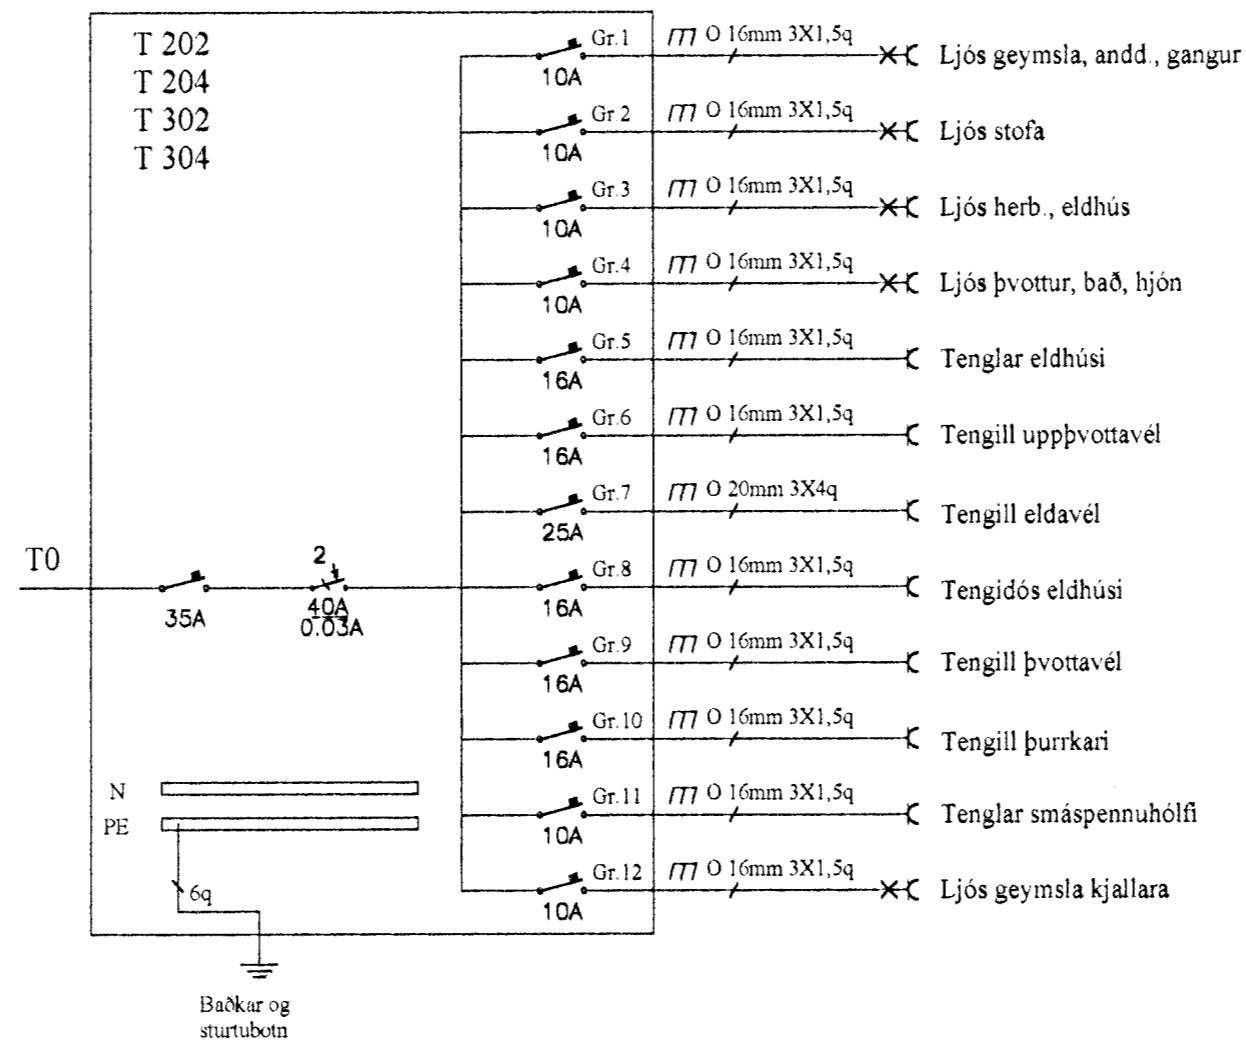 T 202
T 204
T 302
T 304
Gr.1 O 16mm 3X1,5q Ljós geymsla, andd., gangur
10A
Gr.2 O 16mm 3X1,5q Ljós stofa
10A
Gr.3 O 16mm 3X1,5q Ljós herb., eldhús
10A
Gr.4 O 16mm 3X1,5q Ljós þvottur, bað, hjón
10A
Gr.5 O 16mm 3X1,5q Tenglar eldhúsi
16A
Gr.6 O 16mm 3X1,5q Tengill uppþvottavél
16A
Gr.7 O 20mm 3X4q Tengill eldavél
25A
T0
35A
2
40A
0.03A
Gr.8 O 16mm 3X1,5q Tengidós eldhúsi
16A
Gr.9 O 16mm 3X1,5q Tengill þvottavél
16A
Gr.10 O 16mm 3X1,5q Tengill þurrkari
16A
N
PE
Gr.11 O 16mm 3X1,5q Tenglar smáspennuhólfi
10A
Gr.12 O 16mm 3X1,5q Ljós geymsla kjallara
10A
6q
Baðkar og
sturtubotn